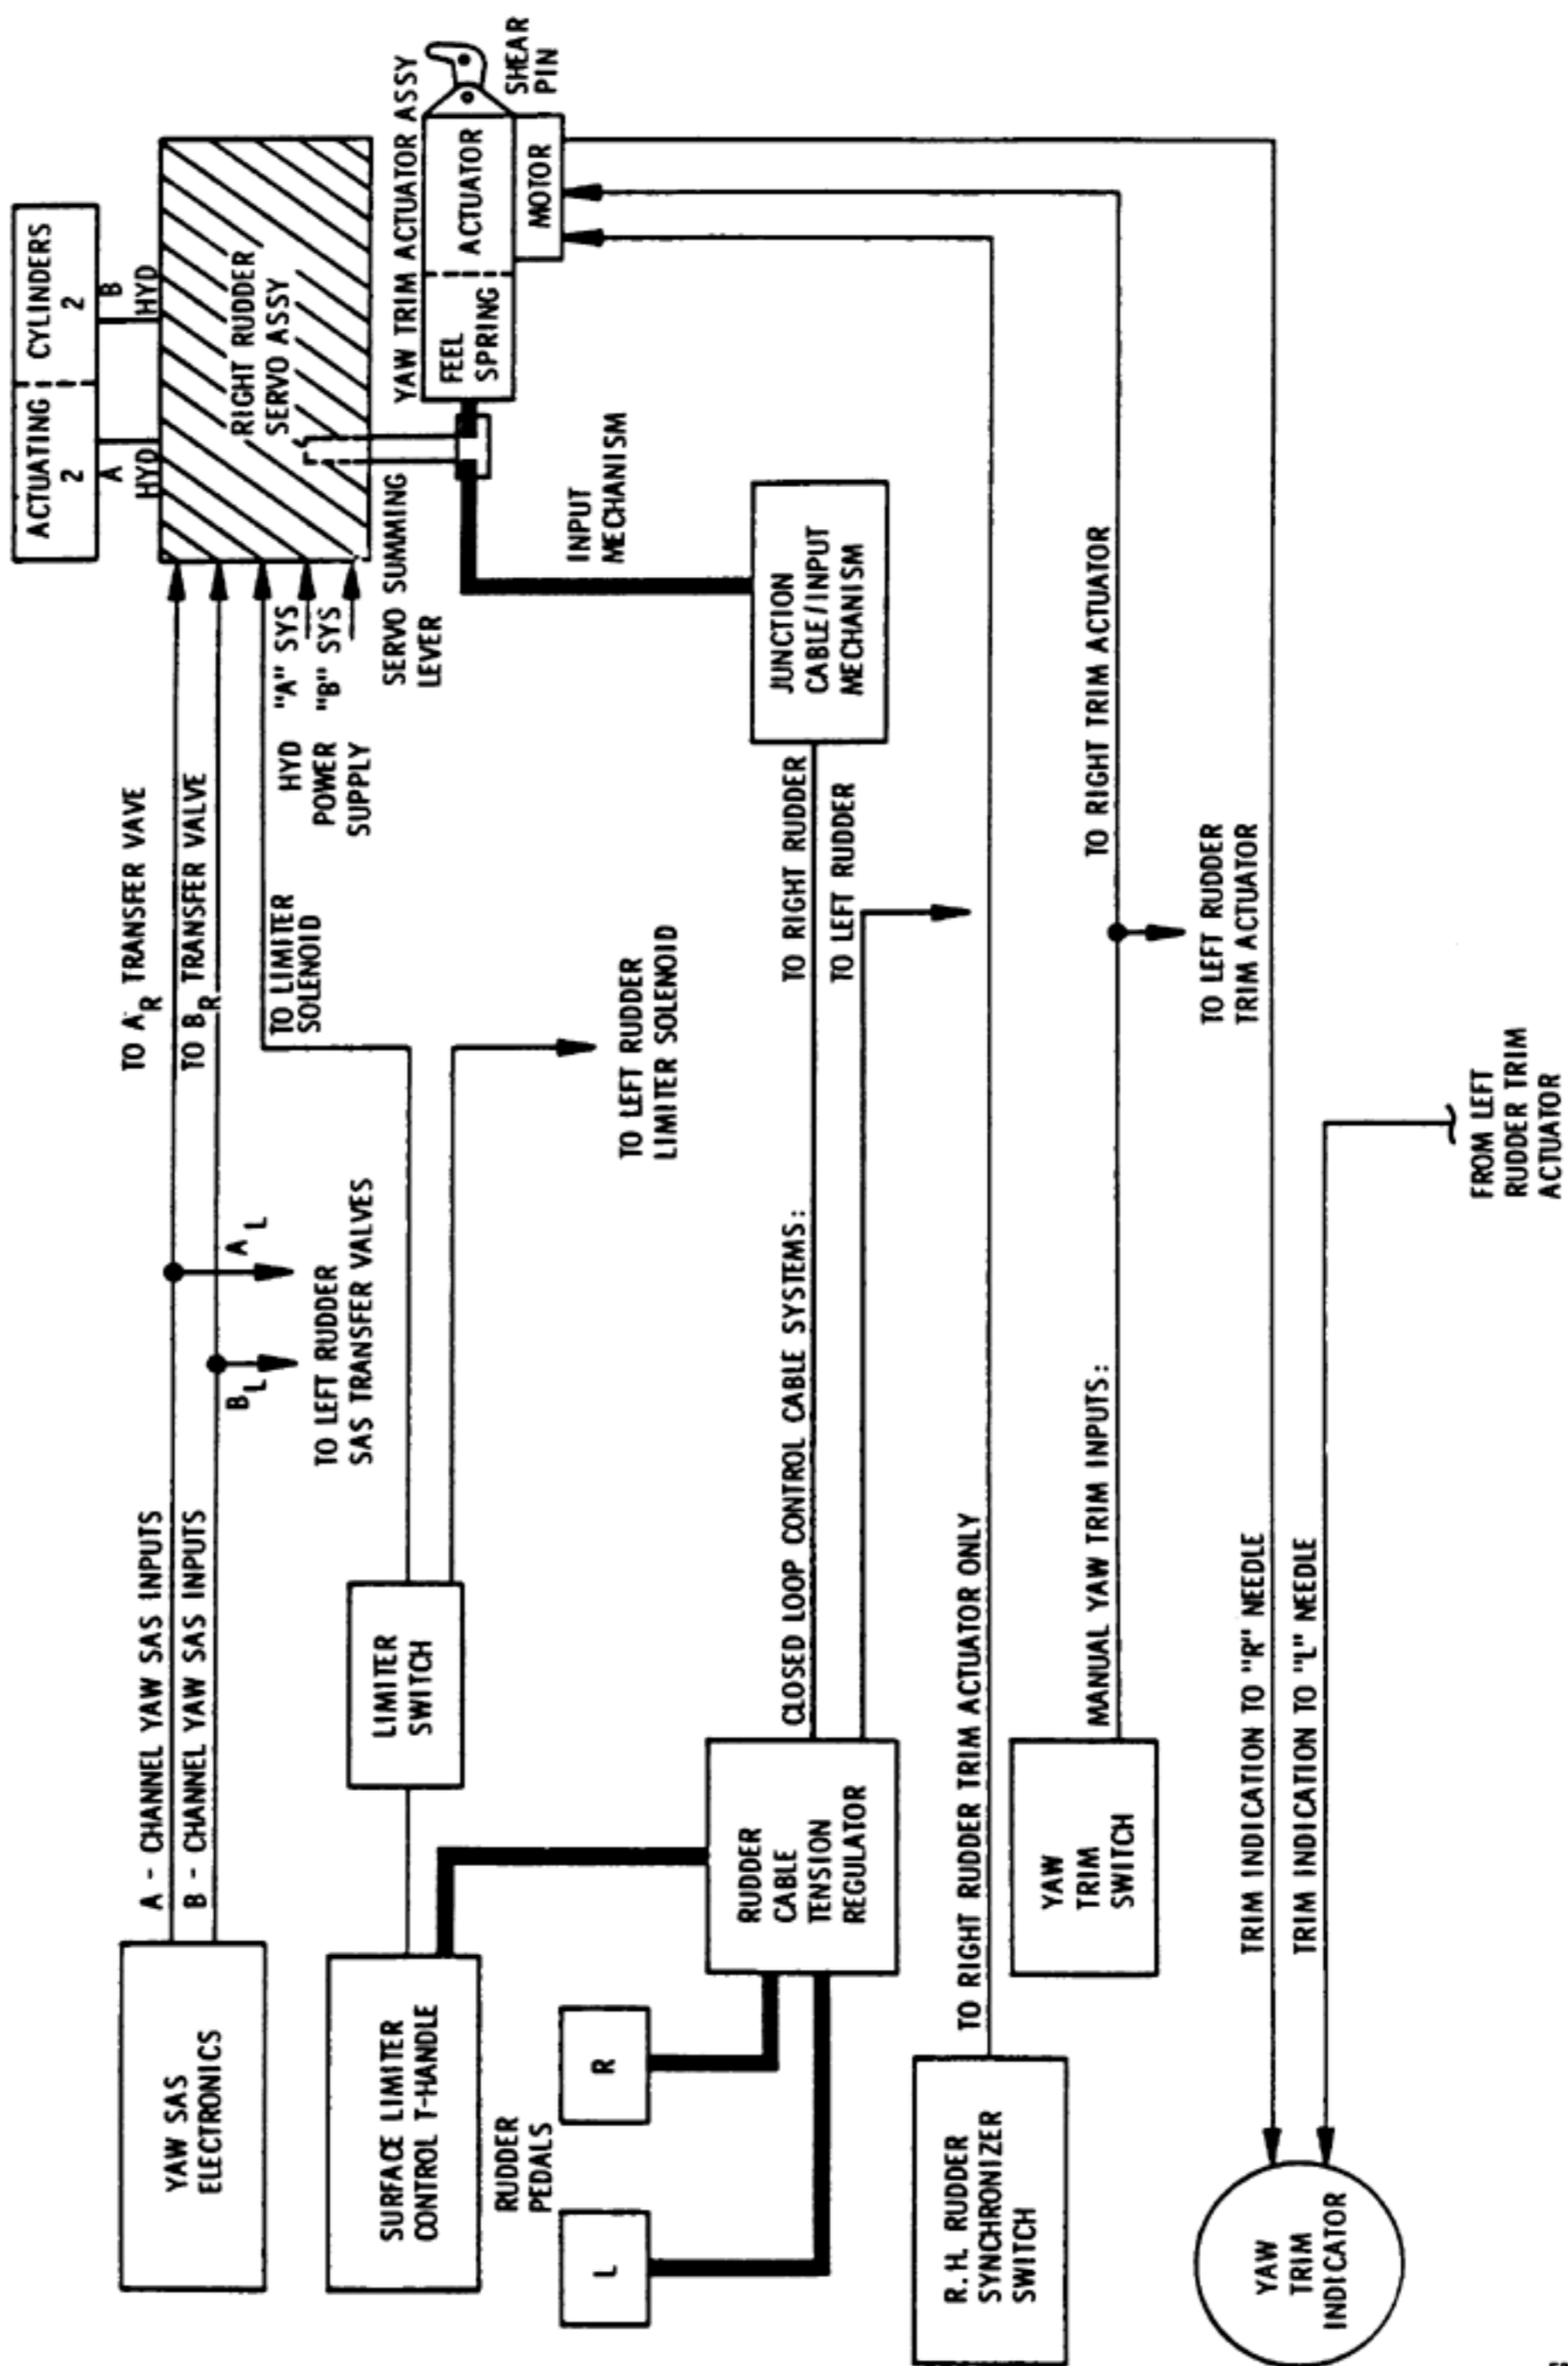 YAW SAS
ELECTRONICS
A - CHANNEL YAW SAS INPUTS
B - CHANNEL YAW SAS INPUTS
B L
A L
TO LEFT RUDDER
SAS TRANSFER VALVES
TO A R TRANSFER VAVE
TO B R TRANSFER VALVE
ACTUATING CYLINDERS
2 2
A B
HYD HYD
RIGHT RUDDER
SERVO ASSY
SURFACE LIMITER
CONTROL T-HANDLE
LIMITER
SWITCH
TO LIMITER
SOLENOID
TO LEFT RUDDER
LIMITER SOLENOID
HYD "A" SYS
POWER "B" SYS
SUPPLY
SERVO SUMMING
LEVER
YAW TRIM ACTUATOR ASSY
FEEL
SPRING
ACTUATOR
MOTOR
SHEAR
PIN
INPUT
MECHANISM
RUDDER
PEDALS
L
R
RUDDER
CABLE
TENSION
REGULATOR
CLOSED LOOP CONTROL CABLE SYSTEMS:
TO RIGHT RUDDER
TO LEFT RUDDER
JUNCTION
CABLE/INPUT
MECHANISM
R.H. RUDDER
SYNCHRONIZER
SWITCH
TO RIGHT RUDDER TRIM ACTUATOR ONLY
YAW
TRIM
SWITCH
MANUAL YAW TRIM INPUTS:
TO RIGHT TRIM ACTUATOR
TO LEFT RUDDER
TRIM ACTUATOR
YAW
TRIM
INDICATOR
TRIM INDICATION TO "R" NEEDLE
TRIM INDICATION TO "L" NEEDLE
FROM LEFT
RUDDER TRIM
ACTUATOR